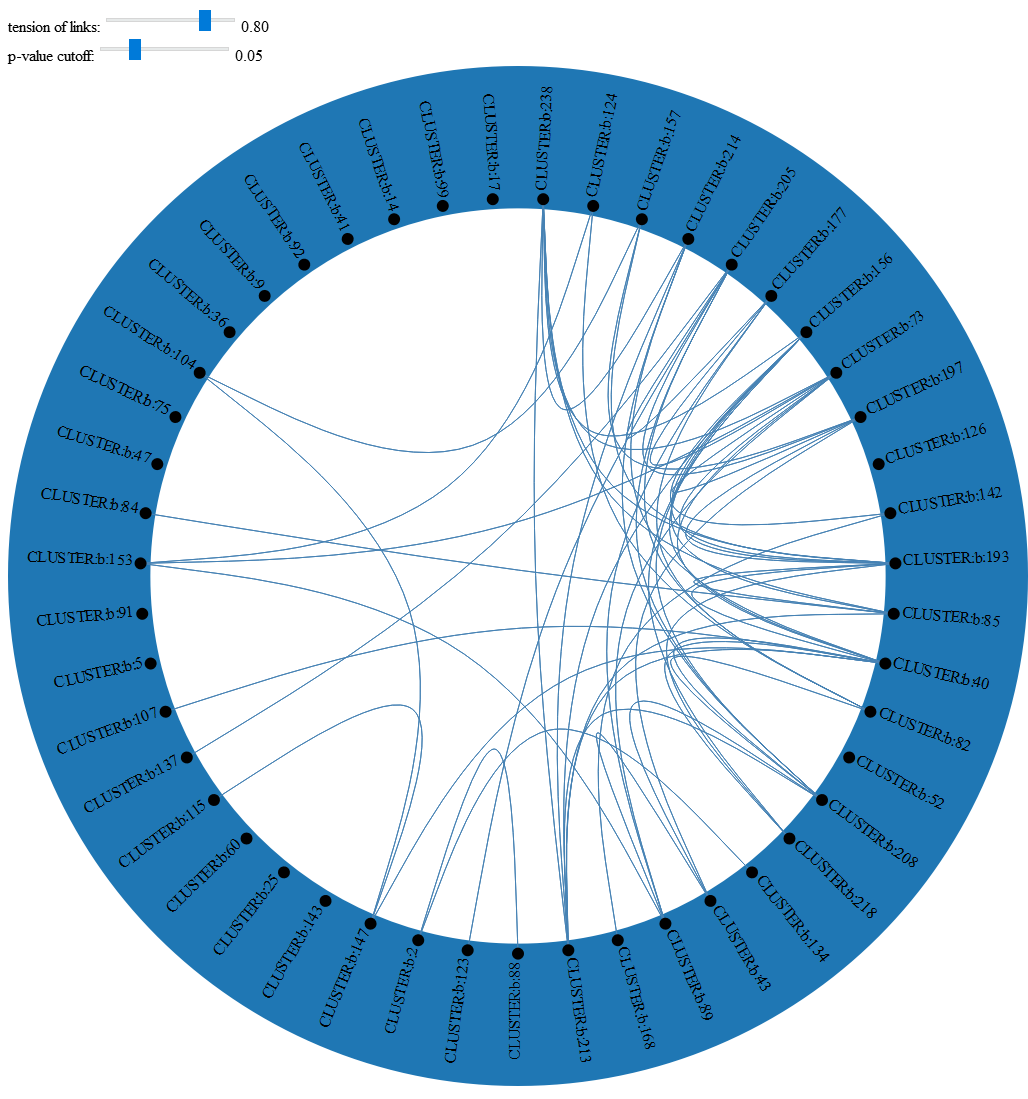 tension of links: 0.80
p-value cutoff: 0.05
CLUSTER:b:238
CLUSTER:b:124
CLUSTER:b:157
CLUSTER:b:214
CLUSTER:b:205
CLUSTER:b:177
CLUSTER:b:156
CLUSTER:b:73
CLUSTER:b:197
CLUSTER:b:126
CLUSTER:b:142
CLUSTER:b:193
CLUSTER:b:85
CLUSTER:b:40
CLUSTER:b:82
CLUSTER:b:52
CLUSTER:b:208
CLUSTER:b:218
CLUSTER:b:134
CLUSTER:b:43
CLUSTER:b:89
CLUSTER:b:168
CLUSTER:b:213
CLUSTER:b:88
CLUSTER:b:123
CLUSTER:b:2
CLUSTER:b:147
CLUSTER:b:143
CLUSTER:b:25
CLUSTER:b:60
CLUSTER:b:115
CLUSTER:b:137
CLUSTER:b:107
CLUSTER:b:5
CLUSTER:b:91
CLUSTER:b:153
CLUSTER:b:84
CLUSTER:b:47
CLUSTER:b:75
CLUSTER:b:104
CLUSTER:b:36
CLUSTER:b:9
CLUSTER:b:92
CLUSTER:b:41
CLUSTER:b:14
CLUSTER:b:99
CLUSTER:b:17